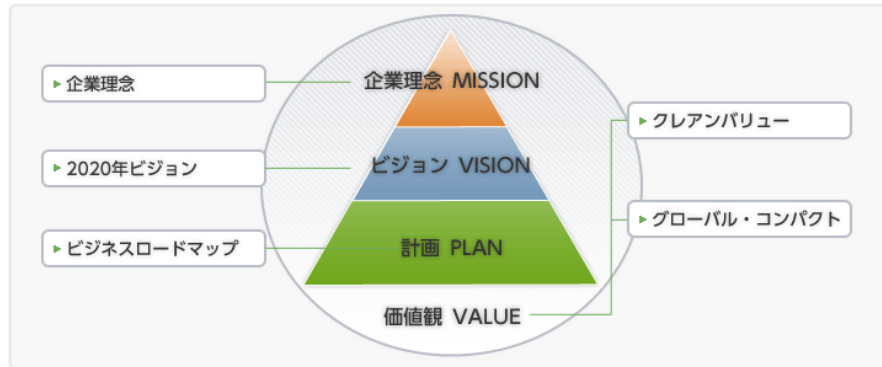 企業理念
2020年ビジョン
ビジネスロードマップ
企業理念 MISSION
ビジョン VISION
計画 PLAN
価値観 VALUE
クレアンバリュー
グローバル・コンパクト